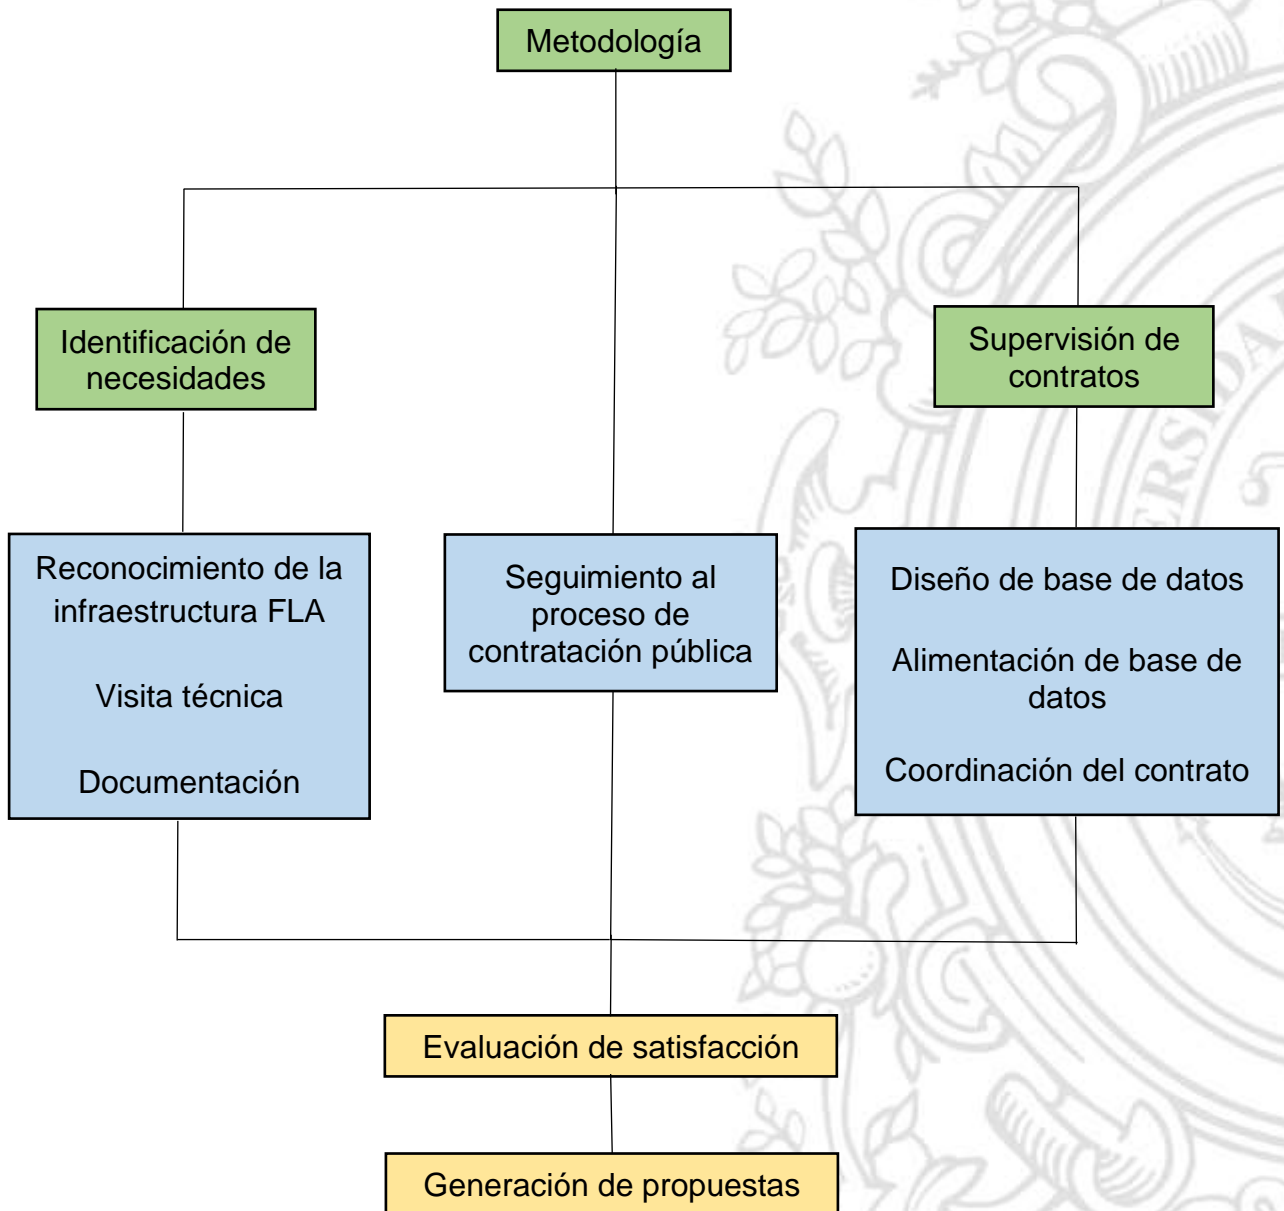 Metodología
Identificación de
necesidades
Supervisión de
contratos
Reconocimiento de la
infraestructura FLA
Visita técnica
Documentación
Seguimiento al
proceso de
contratación pública
Diseño de base de datos
Alimentación de base de
datos
Coordinación del contrato
Evaluación de satisfacción
Generación de propuestas